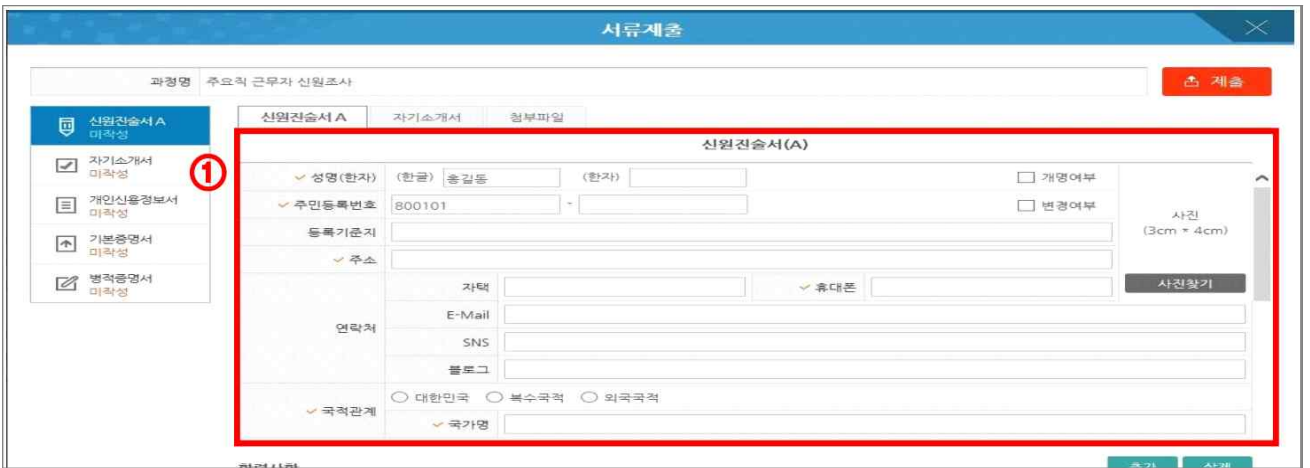 서류제출
과정명 주요직 근무자 신원조사 제출
신원진술서 A
미작성
자기소개서
미작성
개인신용정보서
미작성
기본증명서
미작성
병적증명서
미작성
①
신원진술서 A 자기소개서 첨부파일
신원진술서(A)
성명(한자) (한글) 홍길동 (한자) 개명여부
주민등록번호 800101 - 변경여부
등록기준지
주소
사진
(3cm * 4cm)
사진찾기
연락처
자택 휴대폰
E-Mail
SNS
블로그
국적관계
대한민국 복수국적 외국국적
국가명
학력사항 추가 삭제